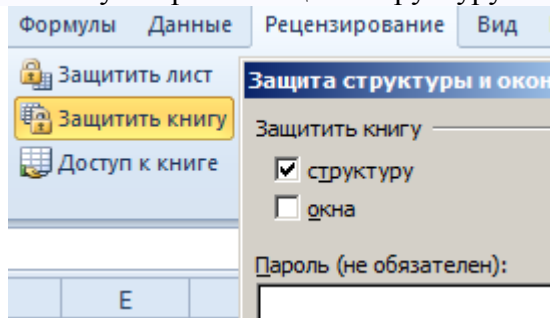 Формулы Данные Рецензирование Вид
Защитить лист
Защитить книгу
Доступ к книге
Защита структуры и окон
Защитить книгу
структуру
окна
Пароль (не обязателен):
E